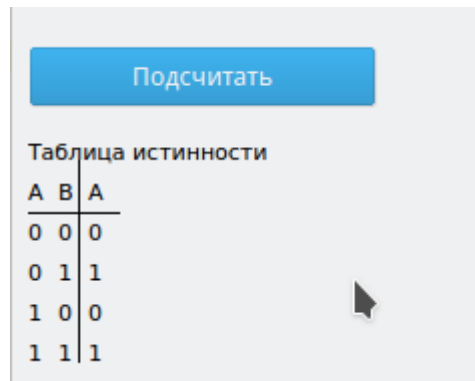 Подсчитать
Таблица истинности
A B A
0 0 0
0 1 1
1 0 0
1 1 1